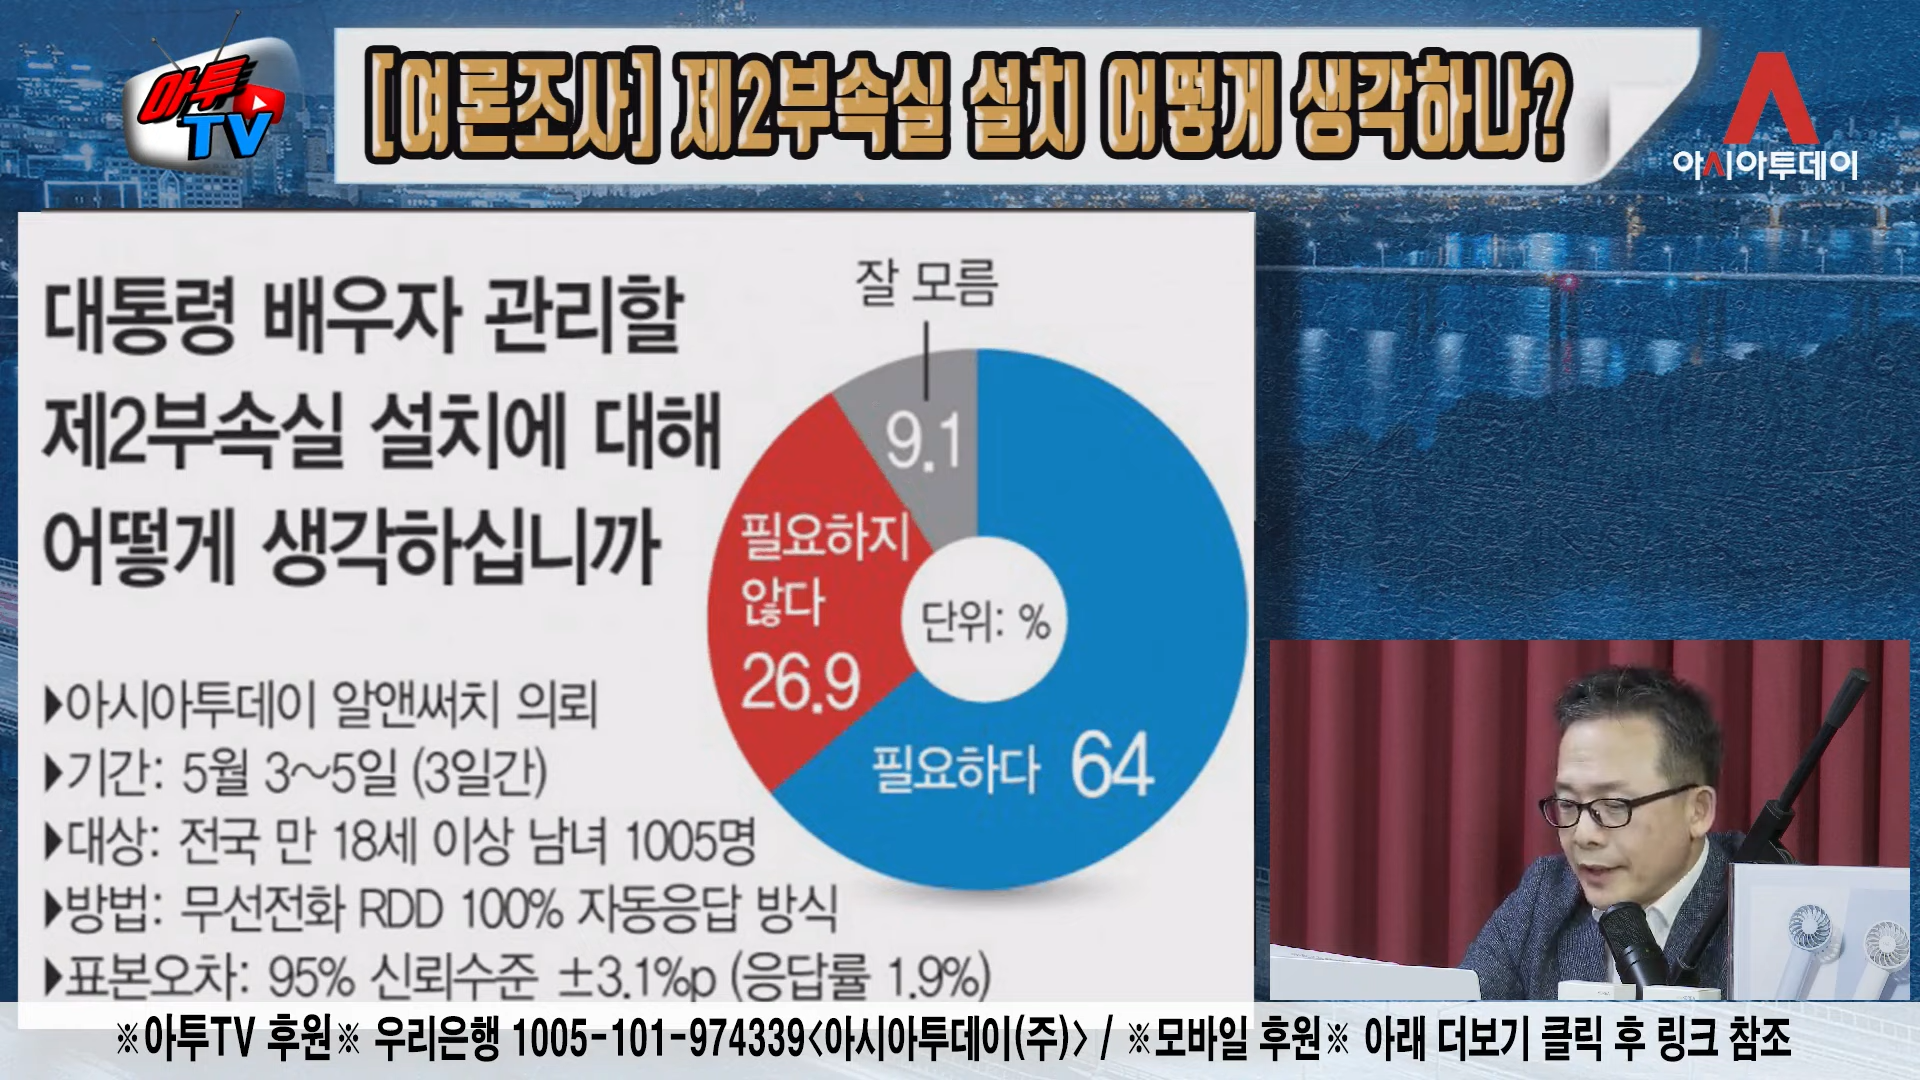 아투
TV
[여론조사] 제2부속실 설치 어떻게 생각하나?
아시아투데이
대통령 배우자 관리할
제2부속실 설치에 대해
어떻게 생각하십니까
잘 모름
9.1
필요하지
않다
26.9
단위: %
필요하다 64
▶아시아투데이 알앤써치 의뢰
▶기간: 5월 3~5일 (3일간)
▶대상: 전국 만 18세 이상 남녀 1005명
▶방법: 무선전화 RDD 100% 자동응답 방식
▶표본오차: 95% 신뢰수준 ±3.1%p (응답률 1.9%)
※아투TV 후원※ 우리은행 1005-101-974339<아시아투데이(주)> / ※모바일 후원※ 아래 더보기 클릭 후 링크 참조